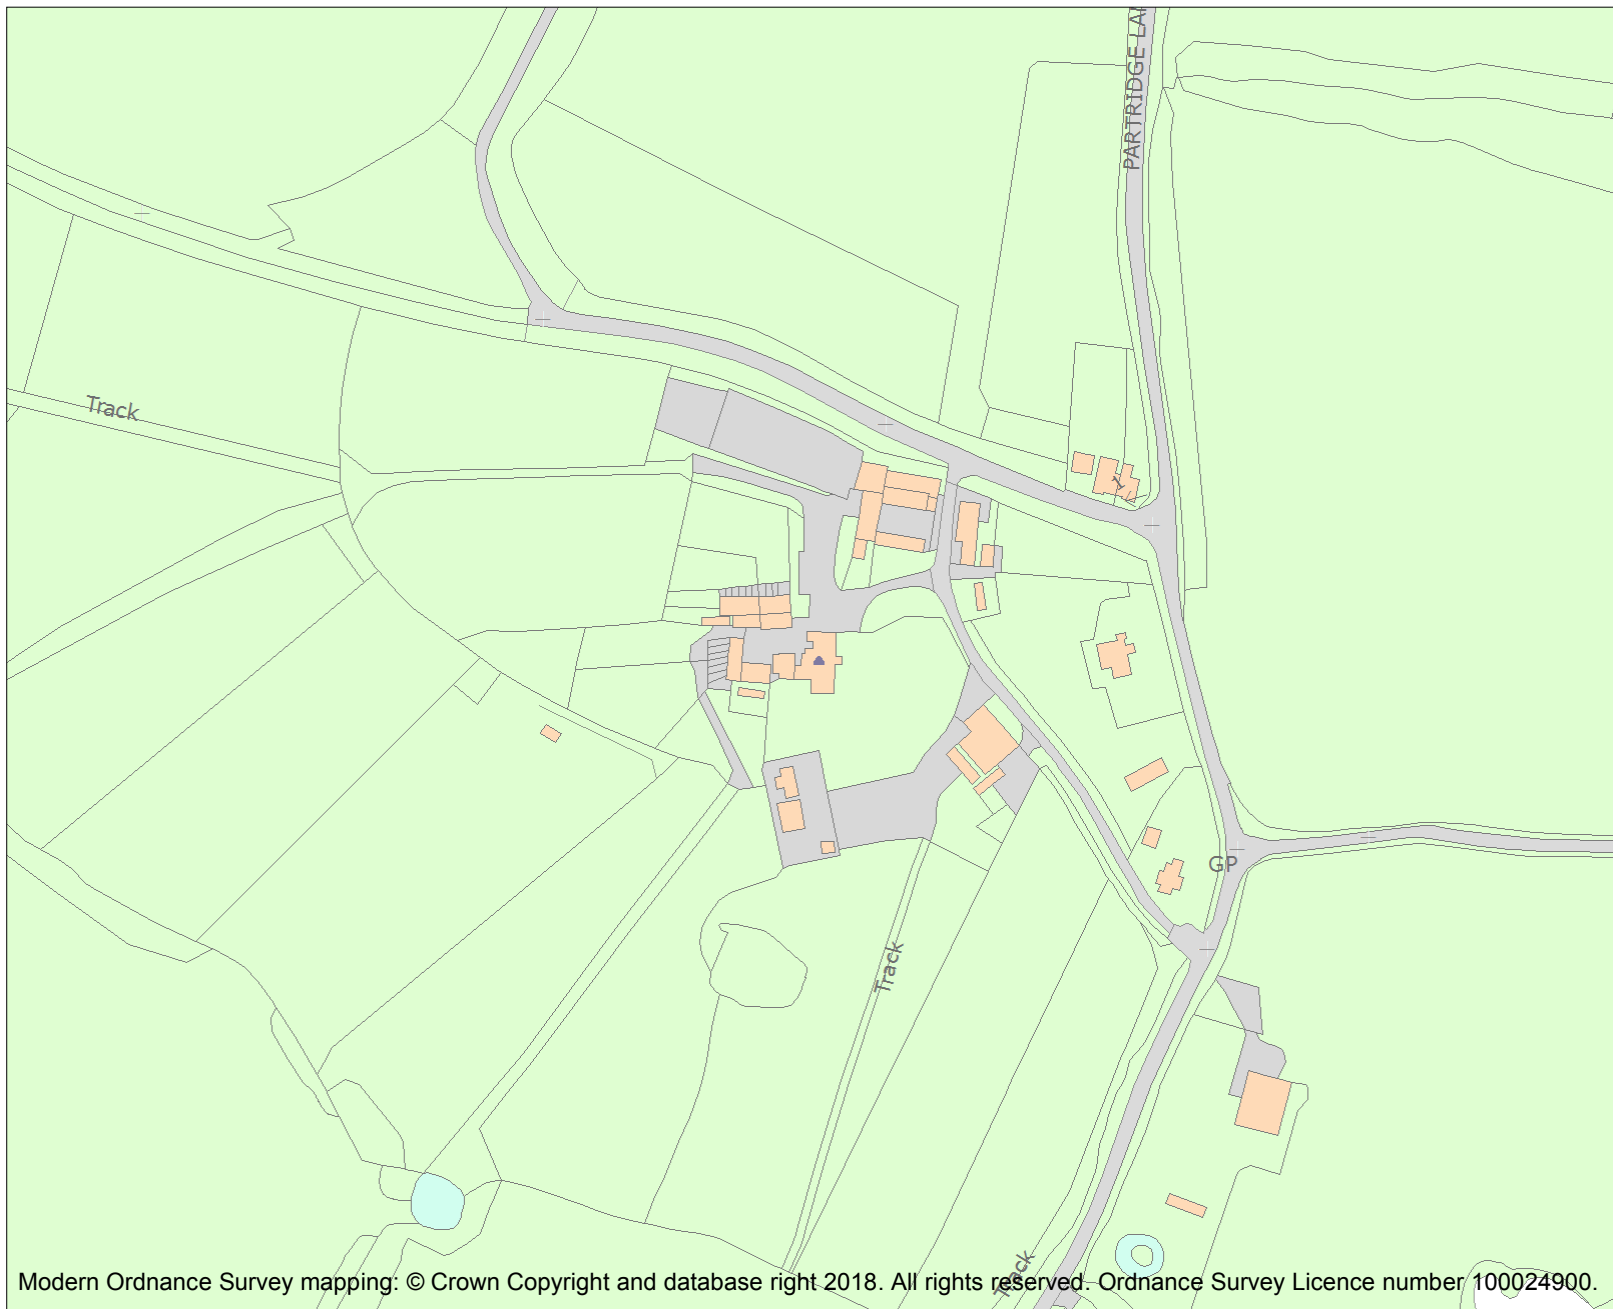 PARTRIDGE LA
Track
1
GP
Track
Track
Modern Ordnance Survey mapping: © Crown Copyright and database right 2018. All rights reserved. Ordnance Survey Licence number 100024900.